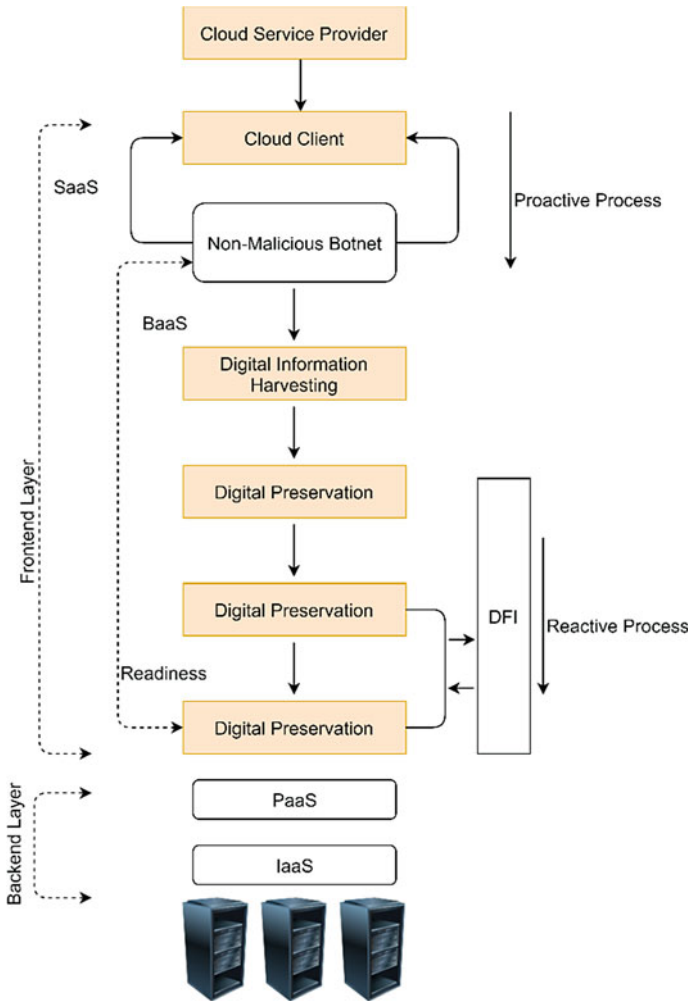 Cloud Service Provider
Cloud Client
SaaS
Proactive Process
Non-Malicious Botnet
BaaS
Digital Information
Harvesting
Frontend Layer
Digital Preservation
Digital Preservation
DFI
Reactive Process
Readiness
Digital Preservation
Backend Layer
PaaS
IaaS